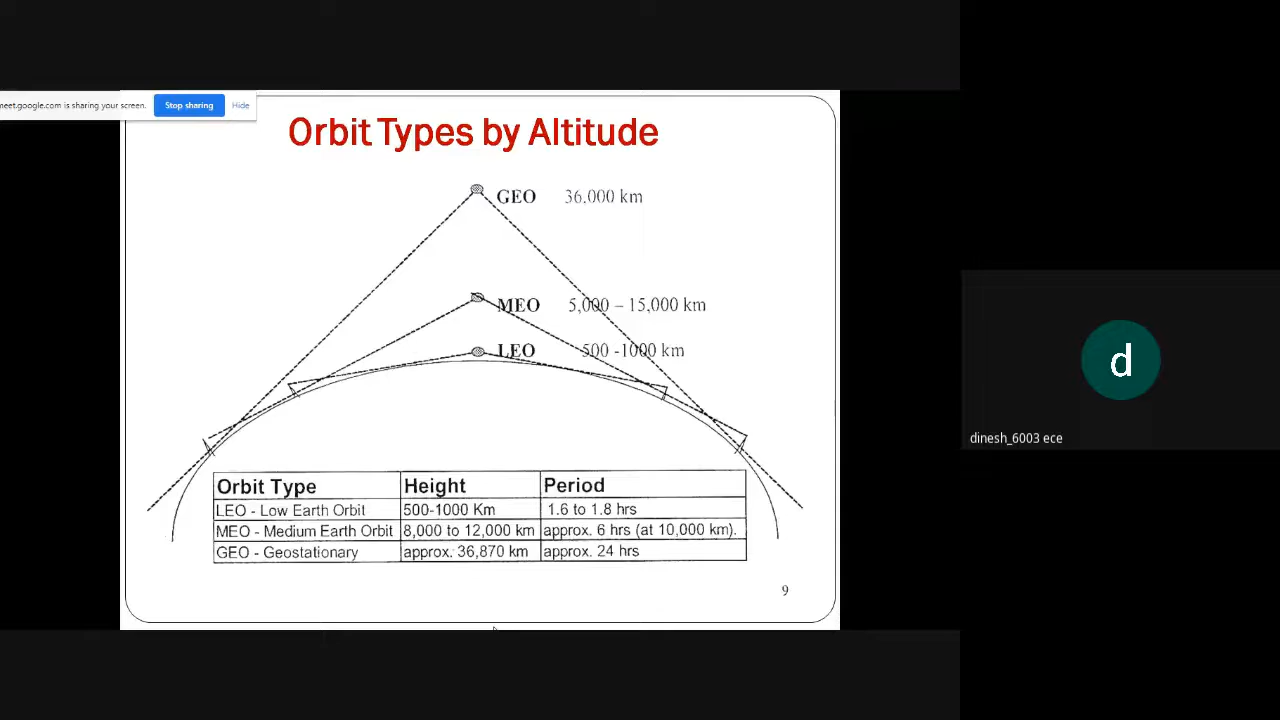 meet.google.com is sharing your screen. Stop sharing Hide
Orbit Types by Altitude
GEO 36.000 km
MEO 5,000 – 15,000 km
LEO 500 -1000 km
Orbit Type Height Period
LEO - Low Earth Orbit 500-1000 Km 1.6 to 1.8 hrs
MEO - Medium Earth Orbit 8,000 to 12,000 km approx. 6 hrs (at 10,000 km).
GEO - Geostationary approx. 36,870 km approx. 24 hrs
9
d
dinesh_6003 ece